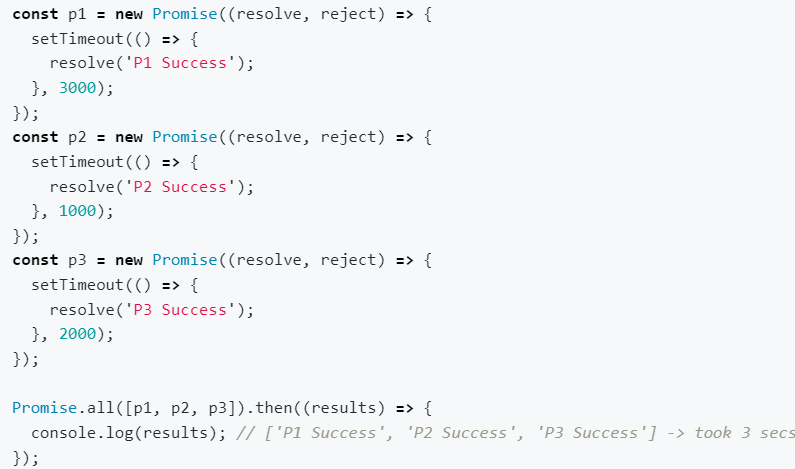 const p1 = new Promise((resolve, reject) => {
  setTimeout(() => {
    resolve('P1 Success');
  }, 3000);
});
const p2 = new Promise((resolve, reject) => {
  setTimeout(() => {
    resolve('P2 Success');
  }, 1000);
});
const p3 = new Promise((resolve, reject) => {
  setTimeout(() => {
    resolve('P3 Success');
  }, 2000);
});

Promise.all([p1, p2, p3]).then((results) => {
  console.log(results); // ['P1 Success', 'P2 Success', 'P3 Success'] -> took 3 secs
});